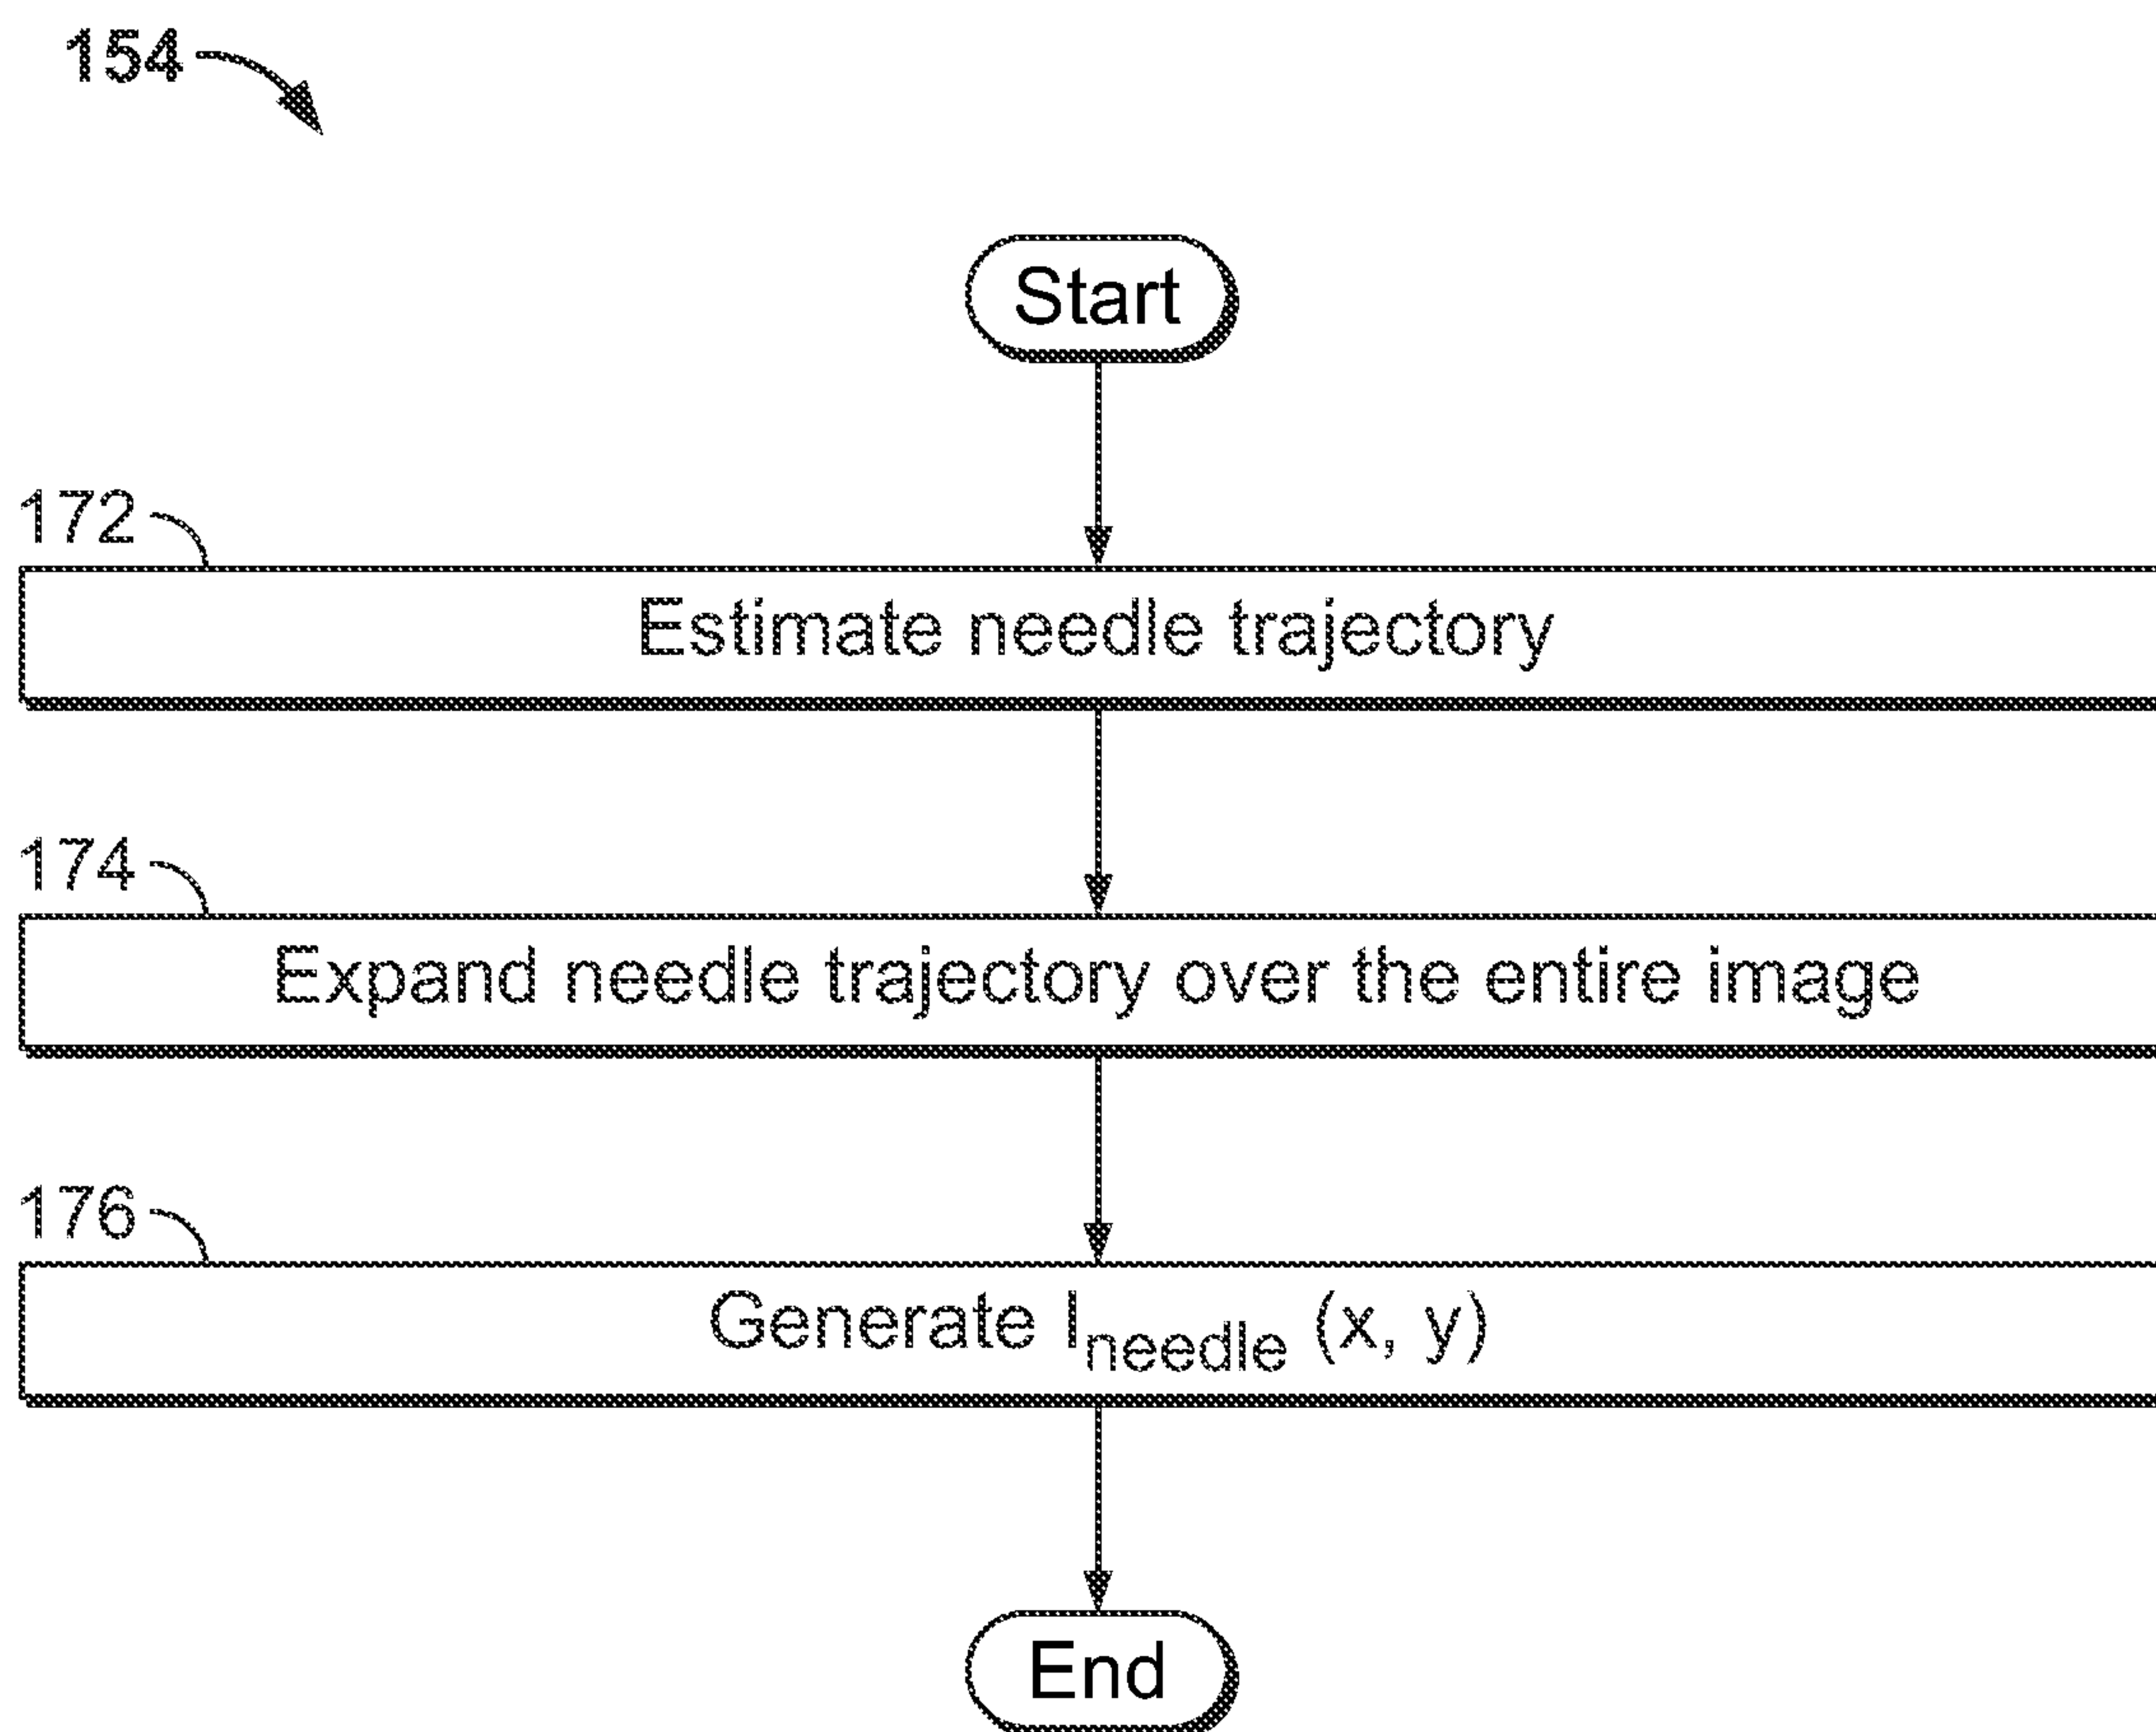 154
Start
172
Estimate needle trajectory
174
Expand needle trajectory over the entire image
176
Generate Ineedle (x, y)
End